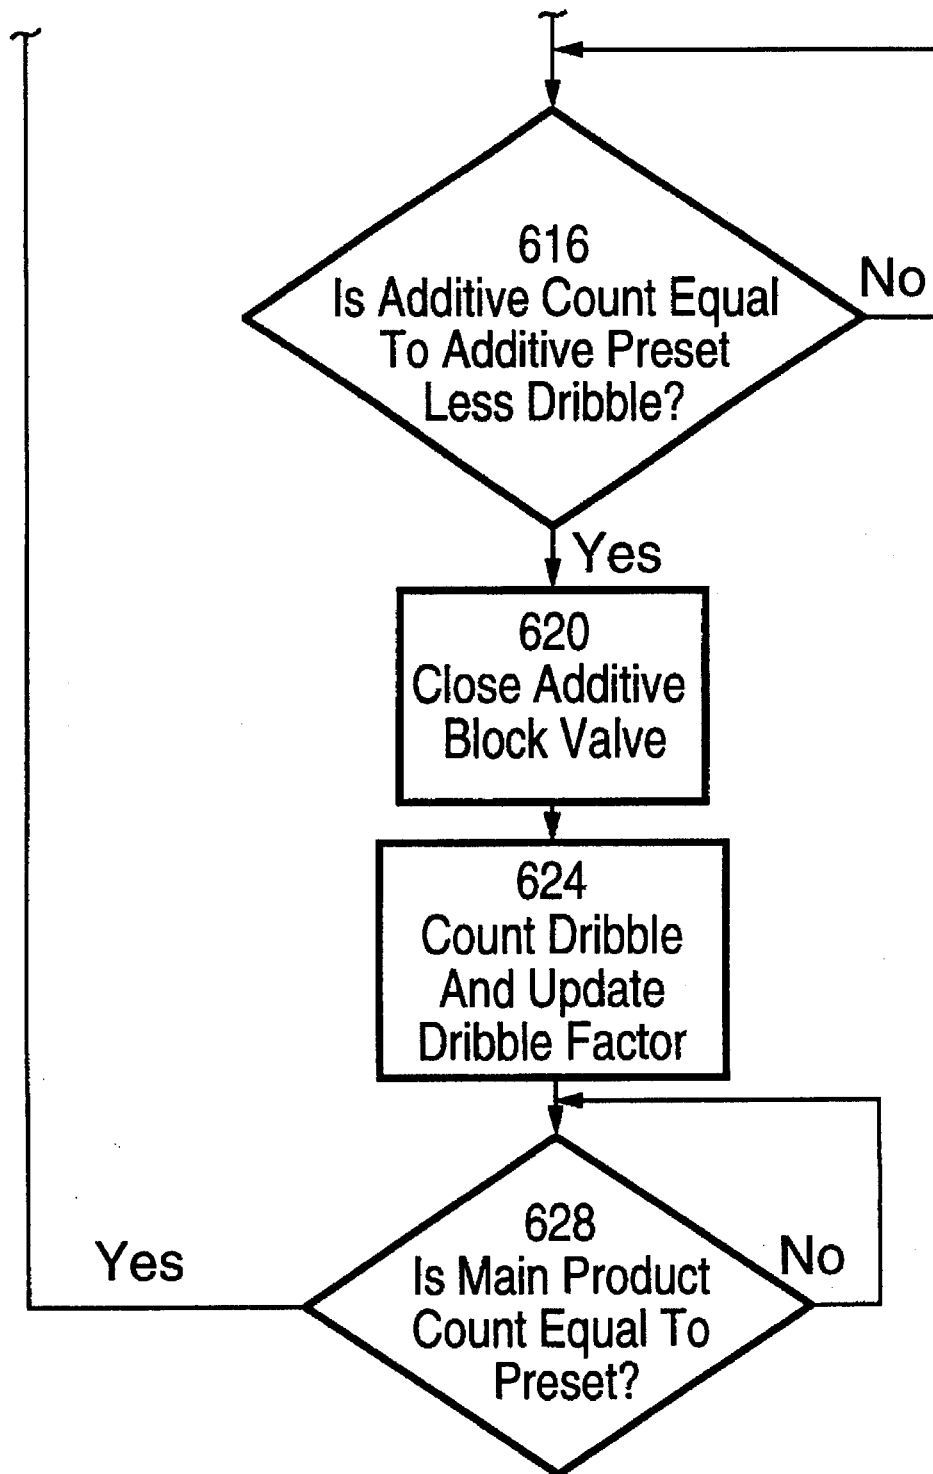 616
Is Additive Count Equal
To Additive Preset
Less Dribble?
No
Yes
620
Close Additive
Block Valve
624
Count Dribble
And Update
Dribble Factor
628
Is Main Product
Count Equal To
Preset?
Yes
No